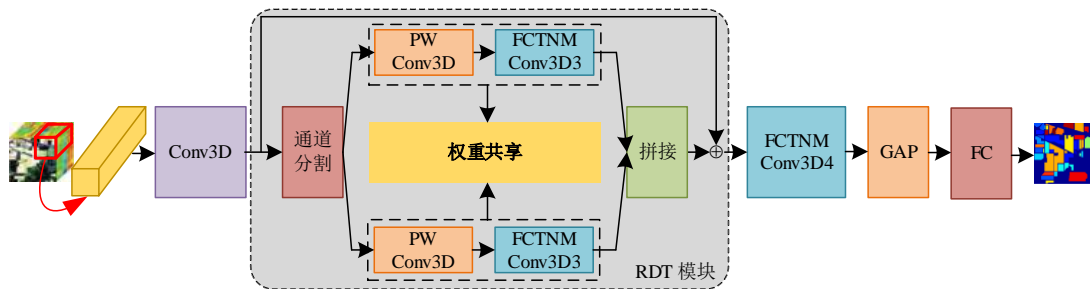 PW
Conv3D
FCTNM
Conv3D3
Conv3D
通道
分割
权重共享
拼接
FCTNM
Conv3D4
GAP
FC
PW
Conv3D
FCTNM
Conv3D3
RDT 模块